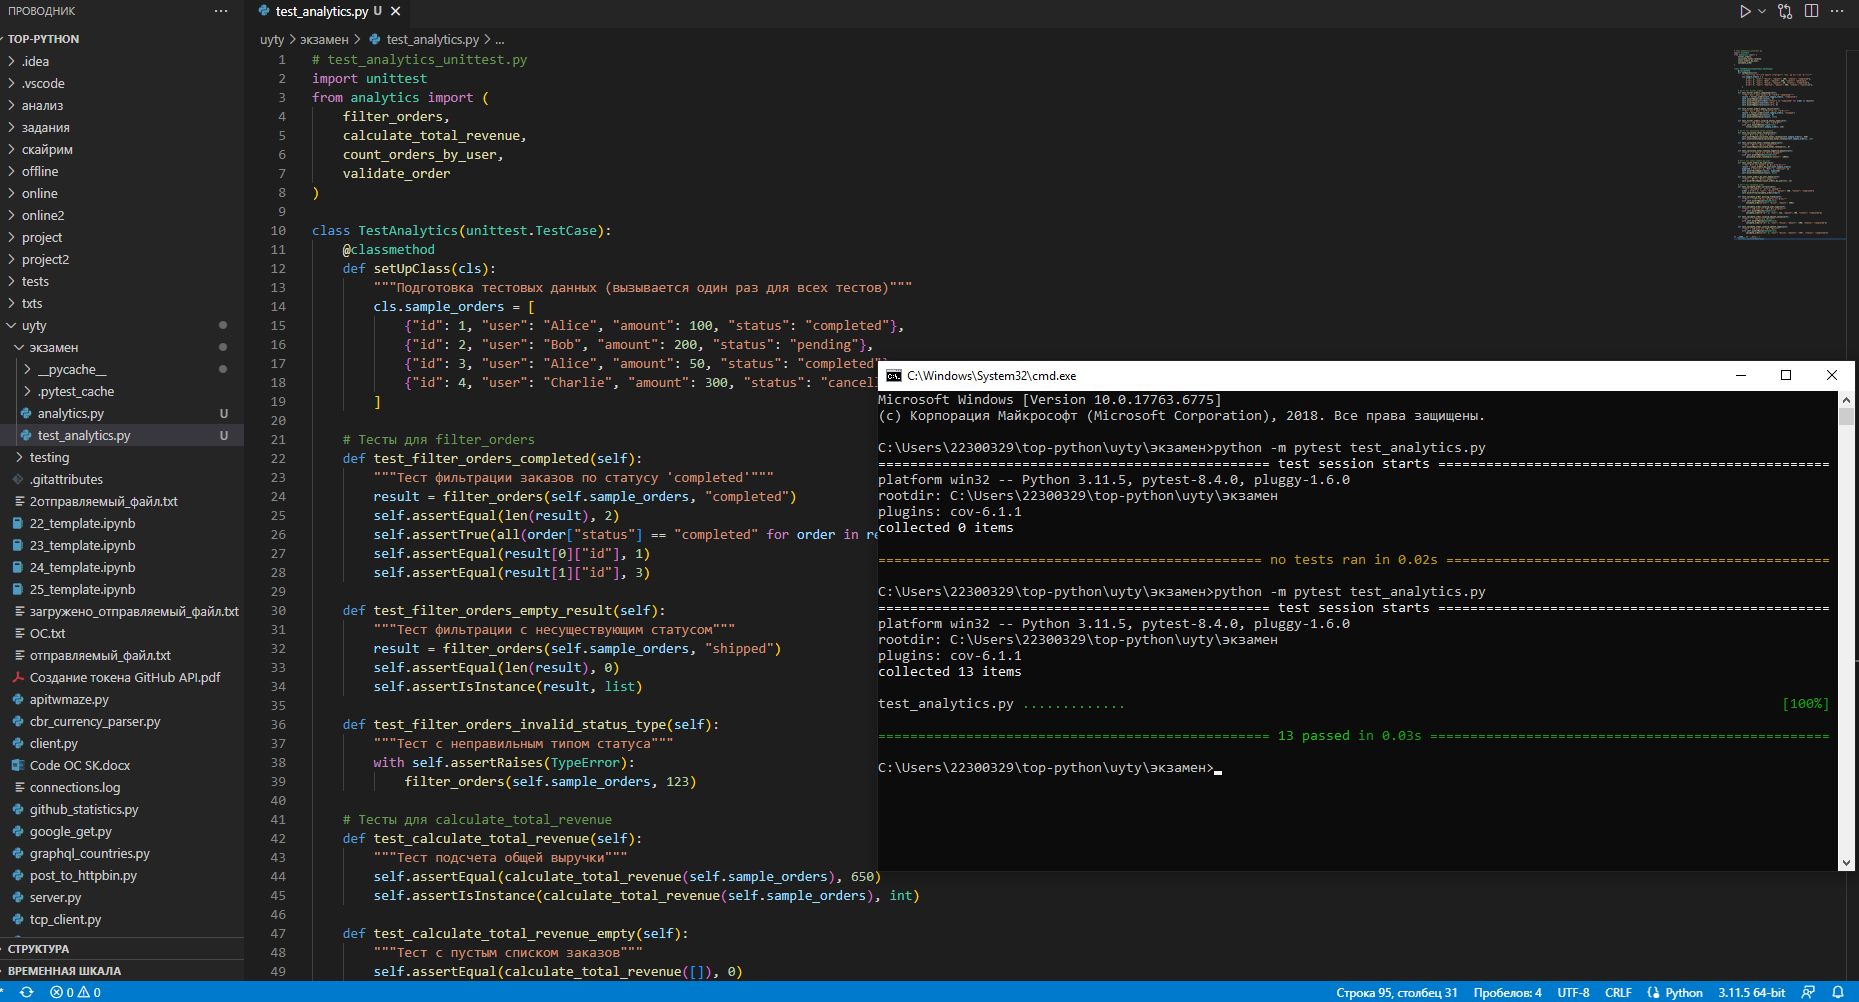 ПРОВОДНИК
TOP-PYTHON
.idea
.vscode
анализ
задания
скайрим
offline
online
online2
project
project2
tests
txts
uyty
экзамен
__pycache__
.pytest_cache
analytics.py U
test_analytics.py U
testing
.gitattributes
2отправляемый_файл.txt
22_template.ipynb
23_template.ipynb
24_template.ipynb
25_template.ipynb
загружено_отправляемый_файл.txt
ОС.txt
отправляемый_файл.txt
Создание токена GitHub API.pdf
apitwmaze.py
cbr_currency_parser.py
client.py
Code ОС SK.docx
connections.log
github_statistics.py
google_get.py
graphql_countries.py
post_to_httpbin.py
server.py
tcp_client.py
СТРУКТУРА
ВРЕМЕННАЯ ШКАЛА
test_analytics.py U
uyty > экзамен > test_analytics.py > ...
1 # test_analytics_unittest.py
2 import unittest
3 from analytics import (
4 filter_orders,
5 calculate_total_revenue,
6 count_orders_by_user,
7 validate_order
8 )
9
10 class TestAnalytics(unittest.TestCase):
11 @classmethod
12 def setUpClass(cls):
13 """Подготовка тестовых данных (вызывается один раз для всех тестов)"""
14 cls.sample_orders = [
15 {"id": 1, "user": "Alice", "amount": 100, "status": "completed"},
16 {"id": 2, "user": "Bob", "amount": 200, "status": "pending"},
17 {"id": 3, "user": "Alice", "amount": 50, "status": "completed"
18 {"id": 4, "user": "Charlie", "amount": 300, "status": "cancell
19 ]
20
21 # Тесты для filter_orders
22 def test_filter_orders_completed(self):
23 """Тест фильтрации заказов по статусу 'completed'"""
24 result = filter_orders(self.sample_orders, "completed")
25 self.assertEqual(len(result), 2)
26 self.assertTrue(all(order["status"] == "completed" for order in re
27 self.assertEqual(result[0]["id"], 1)
28 self.assertEqual(result[1]["id"], 3)
29
30 def test_filter_orders_empty_result(self):
31 """Тест фильтрации с несуществующим статусом"""
32 result = filter_orders(self.sample_orders, "shipped")
33 self.assertEqual(len(result), 0)
34 self.assertIsInstance(result, list)
35
36 def test_filter_orders_invalid_status_type(self):
37 """Тест с неправильным типом статуса"""
38 with self.assertRaises(TypeError):
39 filter_orders(self.sample_orders, 123)
40
41 # Тесты для calculate_total_revenue
42 def test_calculate_total_revenue(self):
43 """Тест подсчета общей выручки"""
44 self.assertEqual(calculate_total_revenue(self.sample_orders), 650)
45 self.assertIsInstance(calculate_total_revenue(self.sample_orders), int)
46
47 def test_calculate_total_revenue_empty(self):
48 """Тест с пустым списком заказов"""
49 self.assertEqual(calculate_total_revenue([]), 0)
C:\Windows\System32\cmd.exe
Microsoft Windows [Version 10.0.17763.6775]
(c) Корпорация Майкрософт (Microsoft Corporation), 2018. Все права защищены.
C:\Users\22300329\top-python\uyty\экзамен>python -m pytest test_analytics.py
test session starts
platform win32 -- Python 3.11.5, pytest-8.4.0, pluggy-1.6.0
rootdir: C:\Users\22300329\top-python\uyty\экзамен
plugins: cov-6.1.1
collected 0 items
no tests ran in 0.02s
C:\Users\22300329\top-python\uyty\экзамен>python -m pytest test_analytics.py
test session starts
platform win32 -- Python 3.11.5, pytest-8.4.0, pluggy-1.6.0
rootdir: C:\Users\22300329\top-python\uyty\экзамен
plugins: cov-6.1.1
collected 13 items
test_analytics.py ............. [100%]
13 passed in 0.03s
C:\Users\22300329\top-python\uyty\экзамен>
0 0
Строка 95, столбец 31 Пробелов: 4 UTF-8 CRLF Python 3.11.5 64-bit